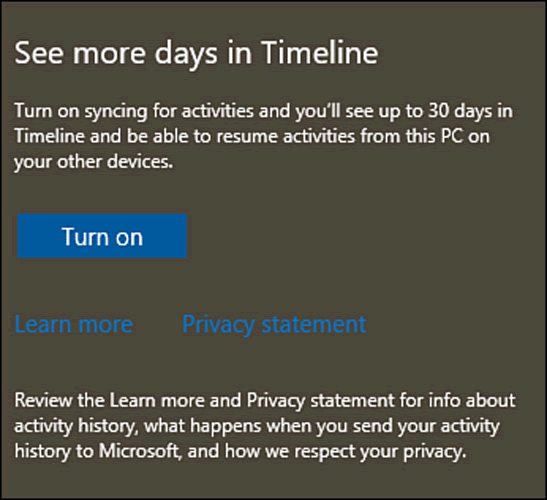 See more days in Timeline
Turn on syncing for activities and you'll see up to 30 days in
Timeline and be able to resume activities from this PC on
your other devices.
Turn on
Learn more Privacy statement
Review the Learn more and Privacy statement for info about
activity history, what happens when you send your activity
history to Microsoft, and how we respect your privacy.